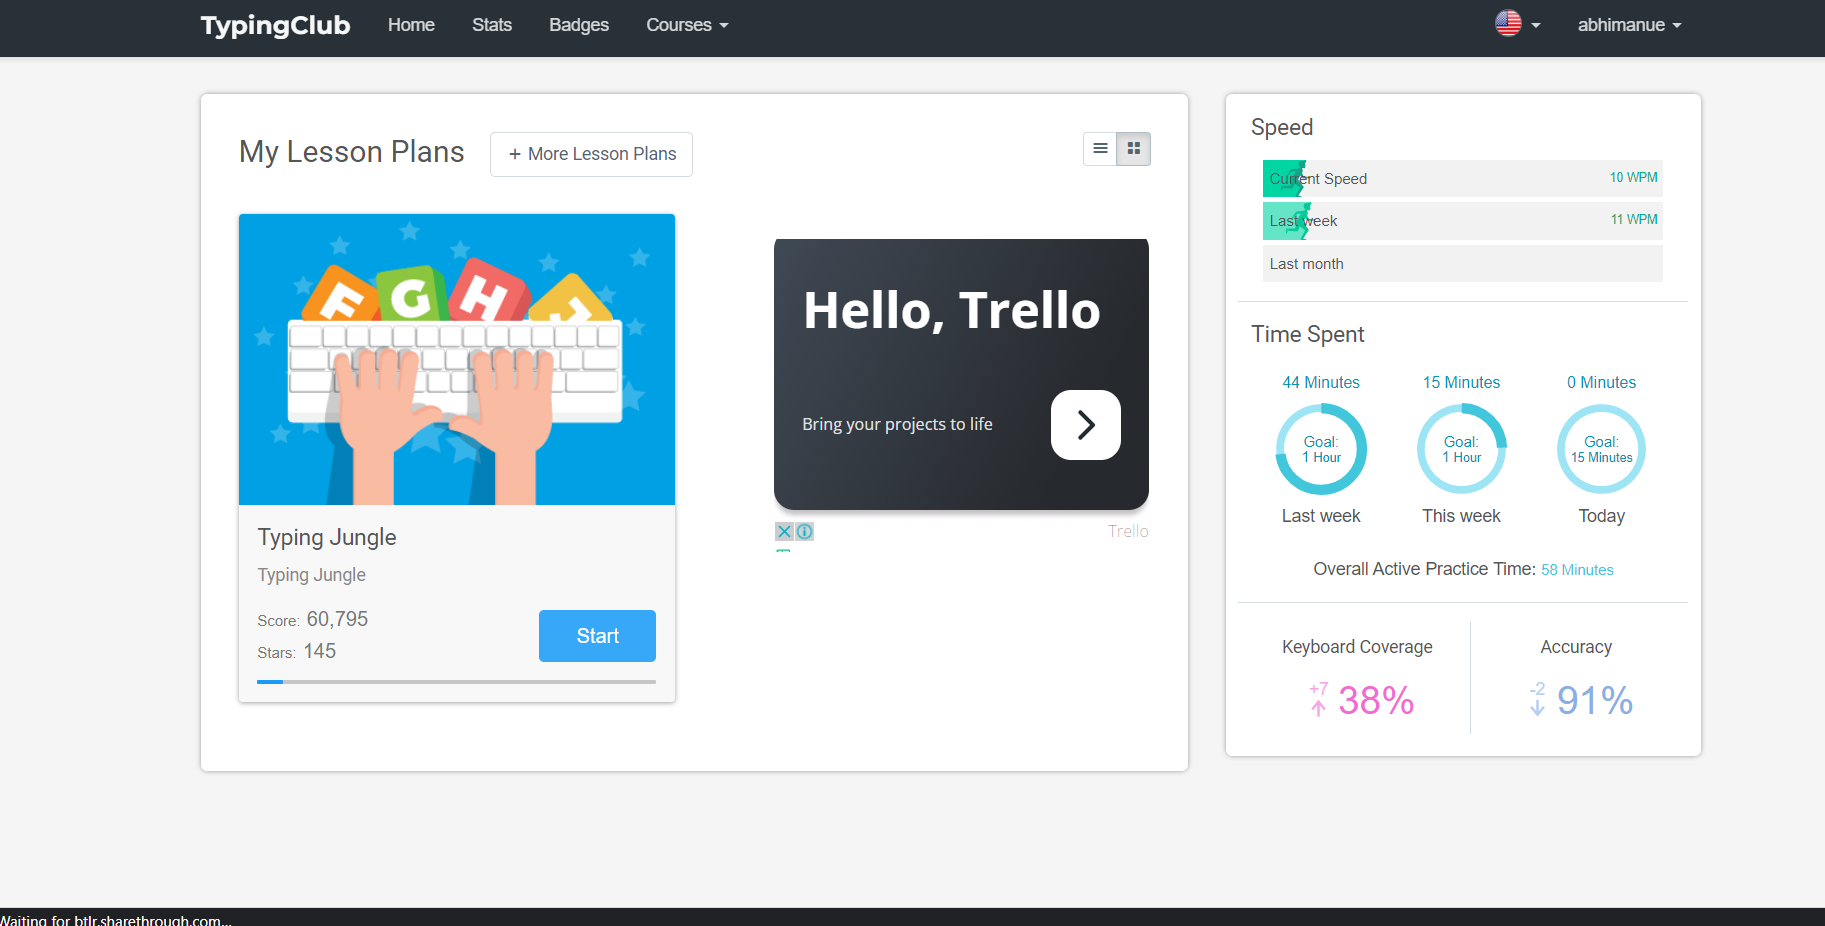 TypingClub Home Stats Badges Courses abhimanue
My Lesson Plans + More Lesson Plans
F G H J
Typing Jungle
Typing Jungle
Score: 60,795
Stars: 145
Start
Hello, Trello
Bring your projects to life
Trello
Speed
Current Speed 10 WPM
Last week 11 WPM
Last month
Time Spent
44 Minutes 15 Minutes 0 Minutes
Goal: Goal: Goal:
1 Hour 1 Hour 15 Minutes
Last week This week Today
Overall Active Practice Time: 58 Minutes
Keyboard Coverage Accuracy
+7 38% -2 91%
Waiting for btlr.sharethrough.com...